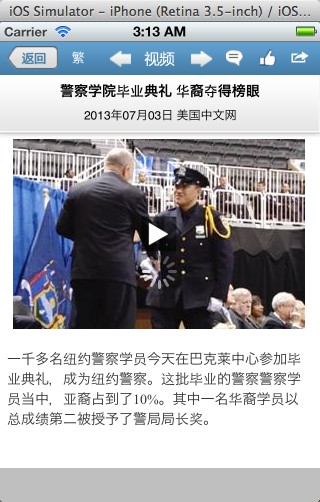 iOS Simulator - iPhone (Retina 3.5-inch) / iOS...
Carrier 3:13 AM
返回 繁 视频
警察学院毕业典礼 华裔夺得榜眼
2013年07月03日 美国中文网
一千多名纽约警察学员今天在巴克莱中心参加毕
业典礼，成为纽约警察。这批毕业的警察警察学
员当中，亚裔占到了10%。其中一名华裔学员以
总成绩第二被授予了警局局长奖。